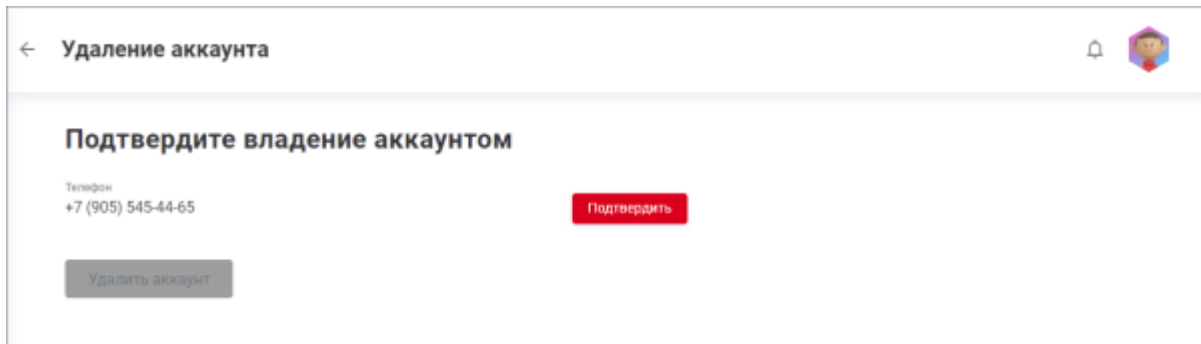 Удаление аккаунта
Подтвердите владение аккаунтом
Телефон
+7 (905) 545-44-65
Подтвердить
Удалить аккаунт